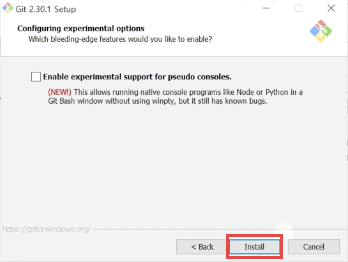 Git 2.30.1 Setup
Configuring experimental options
Which bleeding-edge features would you like to enable?
Enable experimental support for pseudo consoles.
(NEW!) This allows running native console programs like Node or Python in a
Git Bash window without using winpty, but it still has known bugs.
https://gitforwindows.org/
< Back Install Cancel